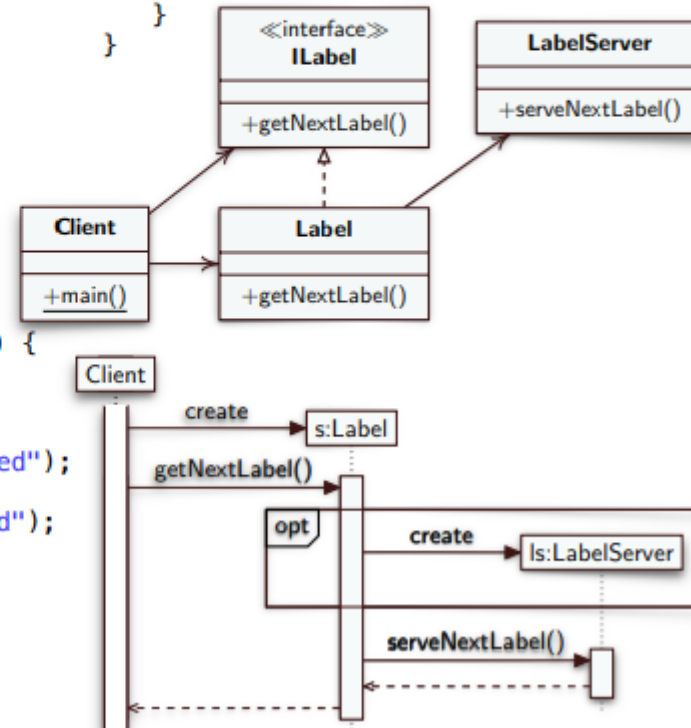 }
}
≪interface≫
ILabel
+getNextLabel()
LabelServer
+serveNextLabel()
Client
+main()
Label
+getNextLabel()
) {
ed");
d");
Client
create
s:Label
getNextLabel()
opt
create
ls:LabelServer
serveNextLabel()